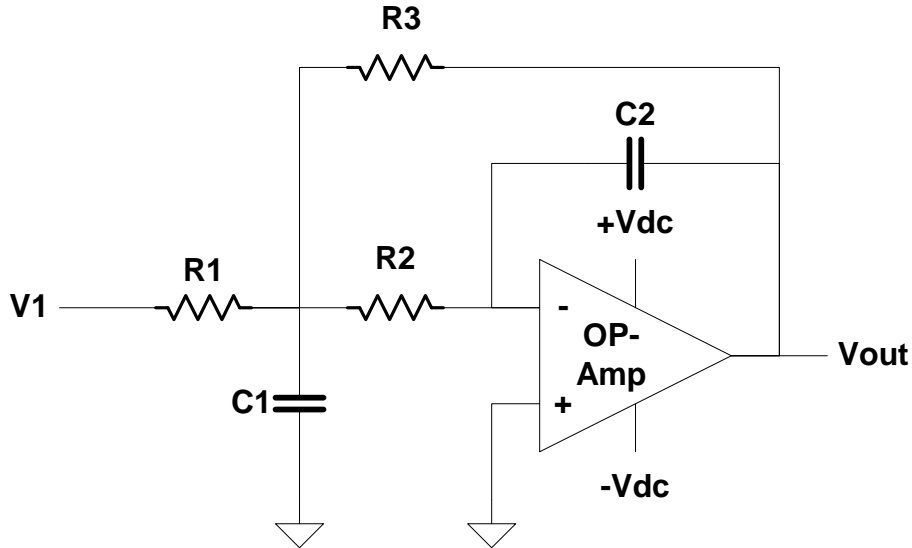 R3
C2
+Vdc
R1
R2
V1
-
OP-
Amp
Vout
C1
+
-Vdc